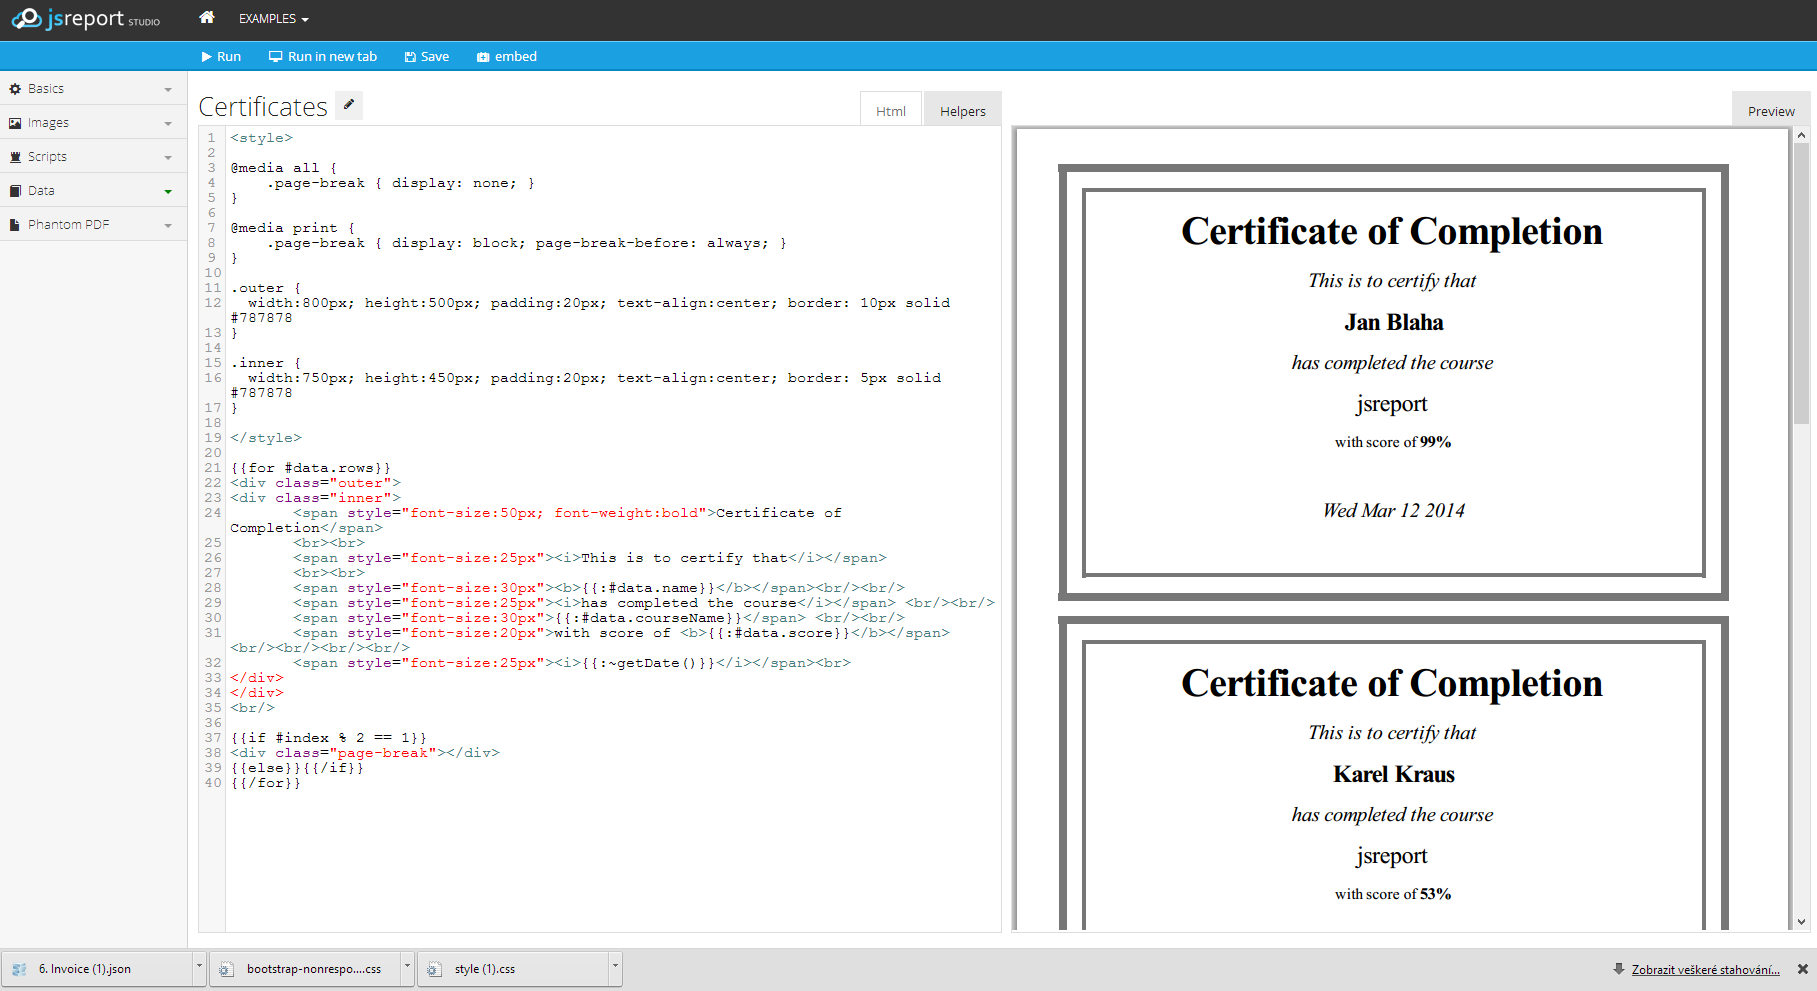 jsreport STUDIO
EXAMPLES
Run
Run in new tab
Save
embed
Basics
Images
Scripts
Data
Phantom PDF
Certificates
Html
Helpers
1 <style>
2
3 @media all {
4     .page-break { display: none; }
5 }
6
7 @media print {
8     .page-break { display: block; page-break-before: always; }
9 }
10
11 .outer {
12   width:800px; height:500px; padding:20px; text-align:center; border: 10px solid
#787878
13 }
14
15 .inner {
16   width:750px; height:450px; padding:20px; text-align:center; border: 5px solid
#787878
17 }
18
19 </style>
20
21 {{for #data.rows}}
22 <div class="outer">
23 <div class="inner">
24        <span style="font-size:50px; font-weight:bold">Certificate of
Completion</span>
25        <br><br>
26        <span style="font-size:25px"><i>This is to certify that</i></span>
27        <br><br>
28        <span style="font-size:30px"><b>{{:#data.name}}</b></span><br/><br/>
29        <span style="font-size:25px"><i>has completed the course</i></span> <br/><br/>
30        <span style="font-size:30px">{{:#data.courseName}}</span> <br/><br/>
31        <span style="font-size:20px">with score of <b>{{:#data.score}}</b></span>
<br/><br/><br/><br/>
32        <span style="font-size:25px"><i>{{:~getDate()}}</i></span><br>
33 </div>
34 </div>
35 <br/>
36
37 {{if #index % 2 == 1}}
38 <div class="page-break"></div>
39 {{else}}{{/if}}
40 {{/for}}
Preview
Certificate of Completion
This is to certify that
Jan Blaha
has completed the course
jsreport
with score of 99%
Wed Mar 12 2014
Certificate of Completion
This is to certify that
Karel Kraus
has completed the course
jsreport
with score of 53%
6. Invoice (1).json
bootstrap-nonrespo....css
style (1).css
Zobrazit veškeré stahování...